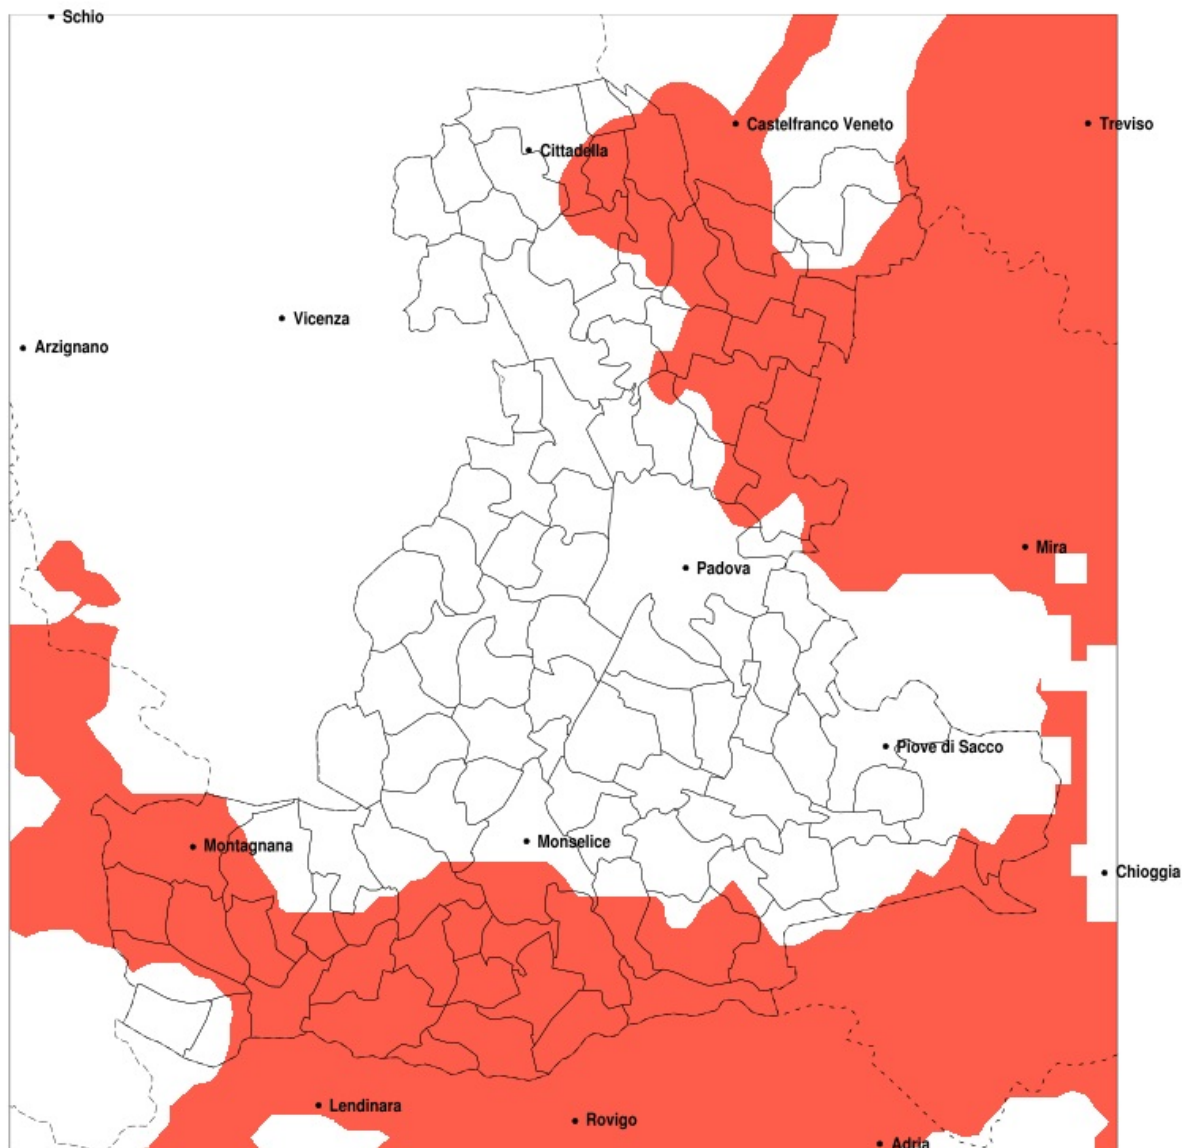 Schio
Castelfranco Veneto
Treviso
Cittadella
Vicenza
Arzignano
Mira
Padova
Piove di Sacco
Montagnana
Monselice
Chioggia
Lendinara
Rovigo
Adria